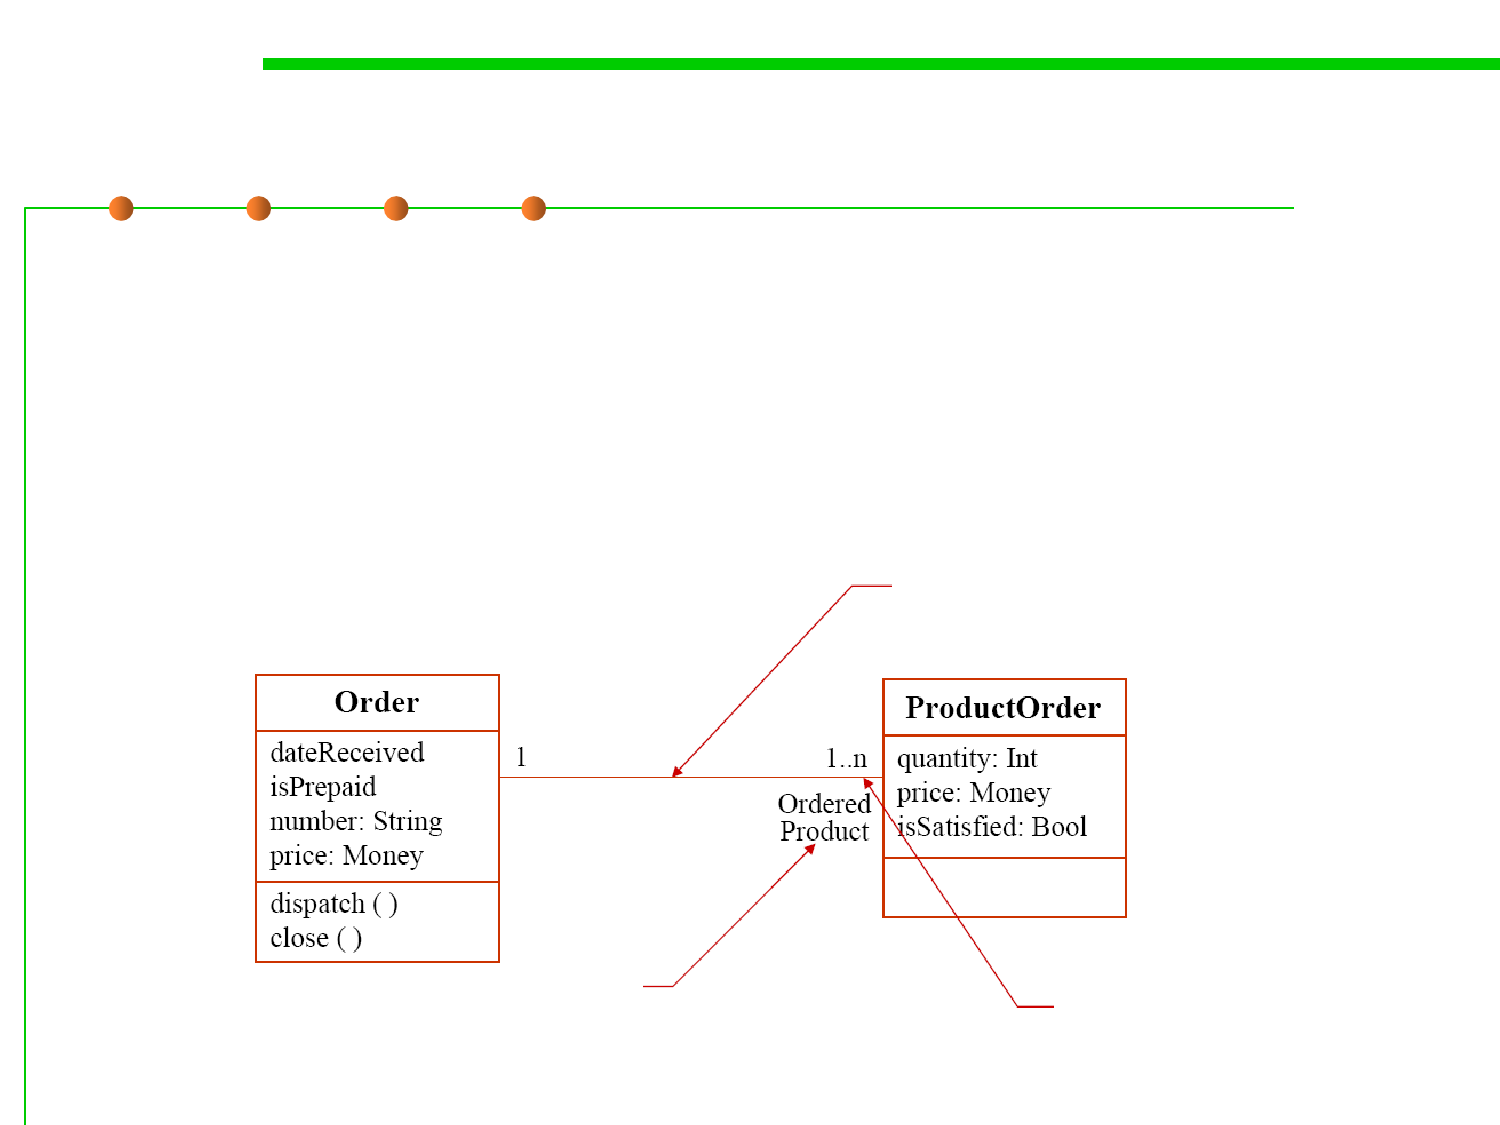 Order
dateReceived
isPrepaid
number: String
price: Money
dispatch ( )
close ( )
1
1..n
Ordered
Product
ProductOrder
quantity: Int
price: Money
isSatisfied: Bool